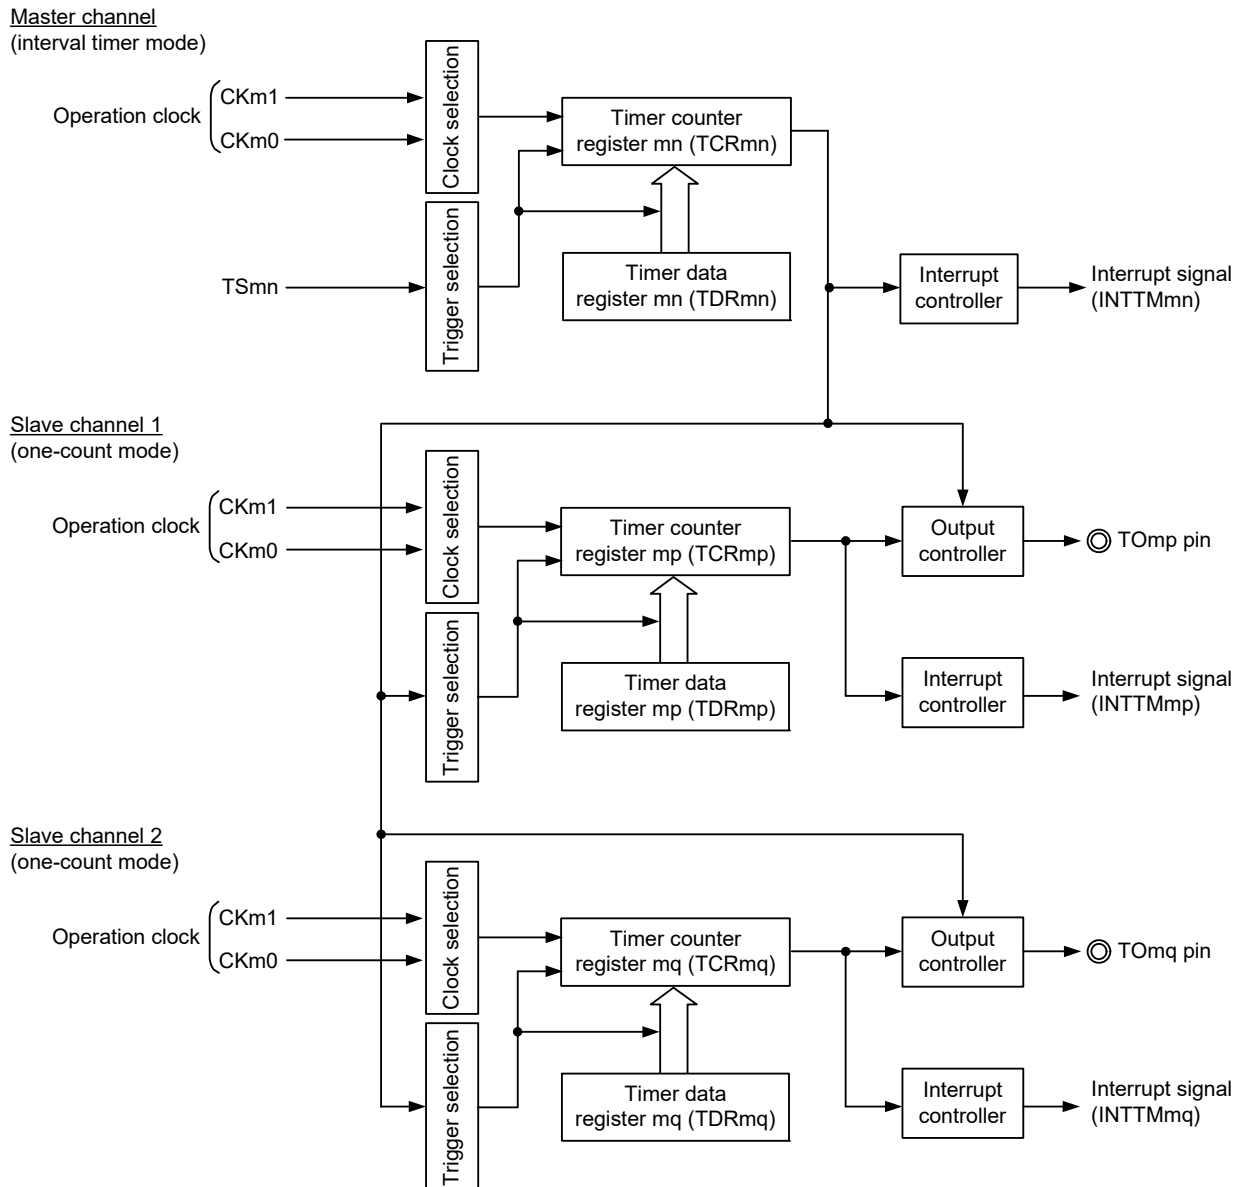 Master channel
(interval timer mode)
Operation clock
CKm1
CKm0
Clock selection
Timer counter
register mn (TCRmn)
TSmn
Trigger selection
Timer data
register mn (TDRmn)
Interrupt
controller
Interrupt signal
(INTTMmn)
Slave channel 1
(one-count mode)
Operation clock
CKm1
CKm0
Clock selection
Timer counter
register mp (TCRmp)
Output
controller
TOmp pin
Trigger selection
Timer data
register mp (TDRmp)
Interrupt
controller
Interrupt signal
(INTTMmp)
Slave channel 2
(one-count mode)
Operation clock
CKm1
CKm0
Clock selection
Timer counter
register mq (TCRmq)
Output
controller
TOmq pin
Trigger selection
Timer data
register mq (TDRmq)
Interrupt
controller
Interrupt signal
(INTTMmq)